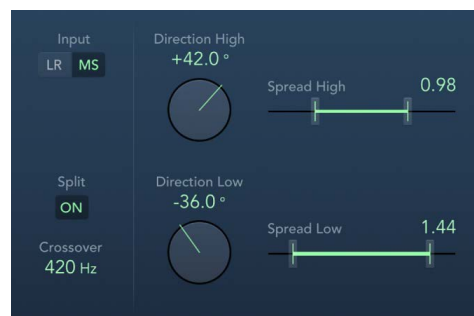 Input
LR MS
Direction High
+42.0 °
Spread High 0.98
Split
ON
Direction Low
-36.0 °
Spread Low 1.44
Crossover
420 Hz